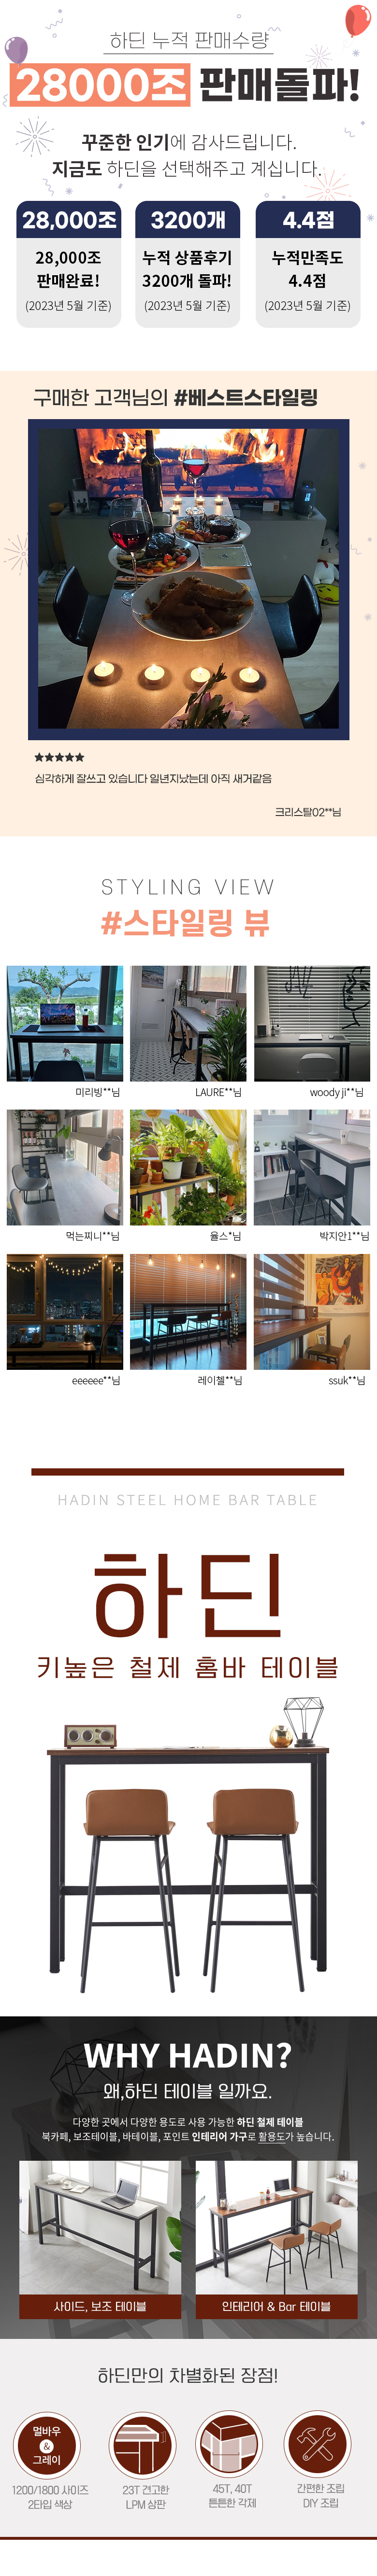 하딘 누적 판매수량
28000조 판매돌파!
꾸준한 인기에 감사드립니다.
지금도 하딘을 선택해주고 계십니다.
28,000조
28,000조
판매완료!
(2023년 5월 기준)
3200개
누적 상품후기
3200개 돌파!
(2023년 5월 기준)
4.4점
누적만족도
4.4점
(2023년 5월 기준)
구매한 고객님의 #베스트스타일링
★★★★★
심각하게 잘쓰고 있습니다 일년지났는데 아직 새거같음
크리스탈02**님
STYLING VIEW
#스타일링 뷰
미리빙**님
LAURE**님
woody ji**님
먹는찌니**님
율스*님
박지안1**님
eeeeee**님
레이첼**님
ssuk**님
HADIN STEEL HOME BAR TABLE
하딘
키높은 철제 홈바 테이블
WHY HADIN?
왜,하딘 테이블 일까요.
다양한 곳에서 다양한 용도로 사용 가능한 하딘 철제 테이블
북카페, 보조테이블, 바테이블, 포인트 인테리어 가구로 활용도가 높습니다.
사이드, 보조 테이블
인테리어 & Bar 테이블
하딘만의 차별화된 장점!
멀바우
&
그레이
1200/1800 사이즈
2타입 색상
23T 견고한
LPM 상판
45T, 40T
튼튼한 각제
간편한 조립
DIY 조립